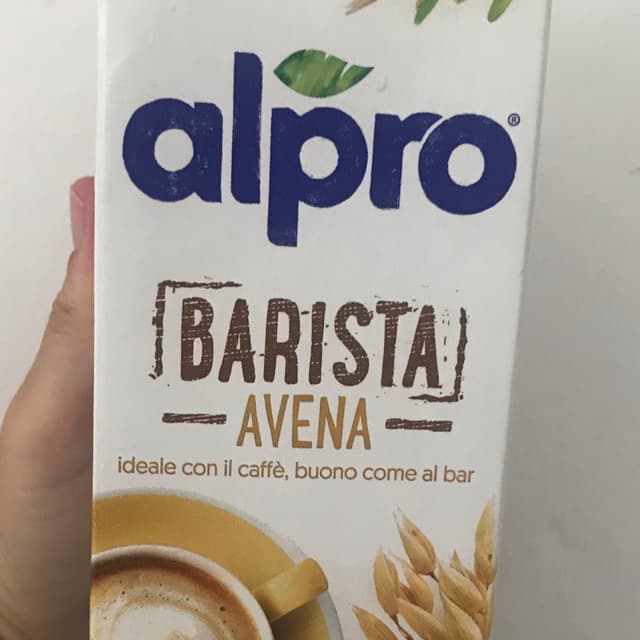 alpro®
BARISTA
AVENA
ideale con il caffè, buono come al bar